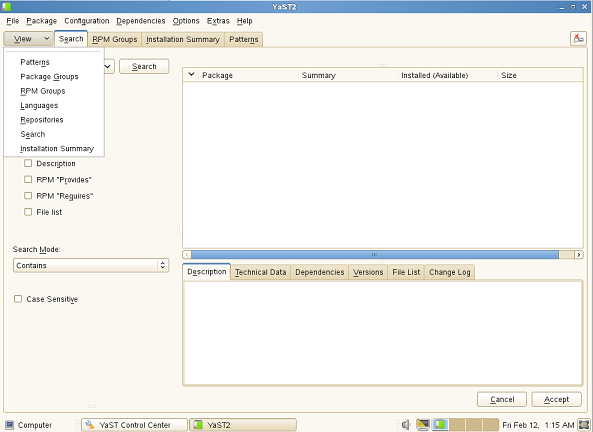 YaST2
File Package Configuration Dependencies Options Extras Help
View Search RPM Groups Installation Summary Patterns
Patterns
Package Groups
RPM Groups
Languages
Repositories
Search
Installation Summary
Search
Description
RPM "Provides"
RPM "Requires"
File list
Search Mode:
Contains
Case Sensitive
Package Summary Installed (Available) Size
Description Technical Data Dependencies Versions File List Change Log
Cancel Accept
Computer YaST Control Center YaST2 Fri Feb 12, 1:15 AM